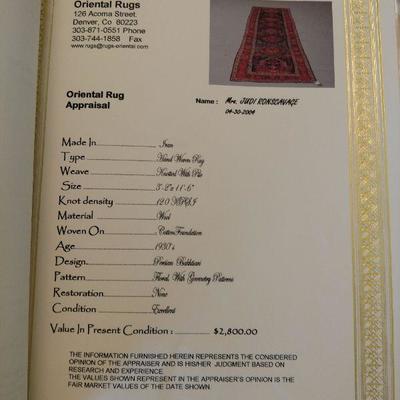 Oriental Rugs
126 Acoma Street.
Denver, Co 80223
303-871-0551 Phone
303-744-1858 Fax
www.rugs@rugs-oriental.com
Oriental Rug
Appraisal
Name : Mrs. JUDI RONSCAVAGE
04-30-2004
Made In Iran
Type Hand Woven Rug
Weave Knotted With Pile
Size 3'-2"x 11'-6"
Knot density 120 KPSI
Material Wool
Woven On Cotton Foundation
Age 1930's
Design Persian Bakhtiari
Pattern Floral With Geometry Patterns
Restoration None
Condition Excellent
Value In Present Condition : $2,800.00
THE INFORMATION FURNISHED HEREIN REPRESENTS THE CONSIDERED
OPINION OF THE APPRAISER AND IS HIS/HER JUDGMENT BASED ON
RESEARCH AND EXPERIENCE.
THE VALUES SHOWN REPRESENT IN THE APPRAISER'S OPINION IS THE
FAIR MARKET VALUES OF THE DATE SHOWN.